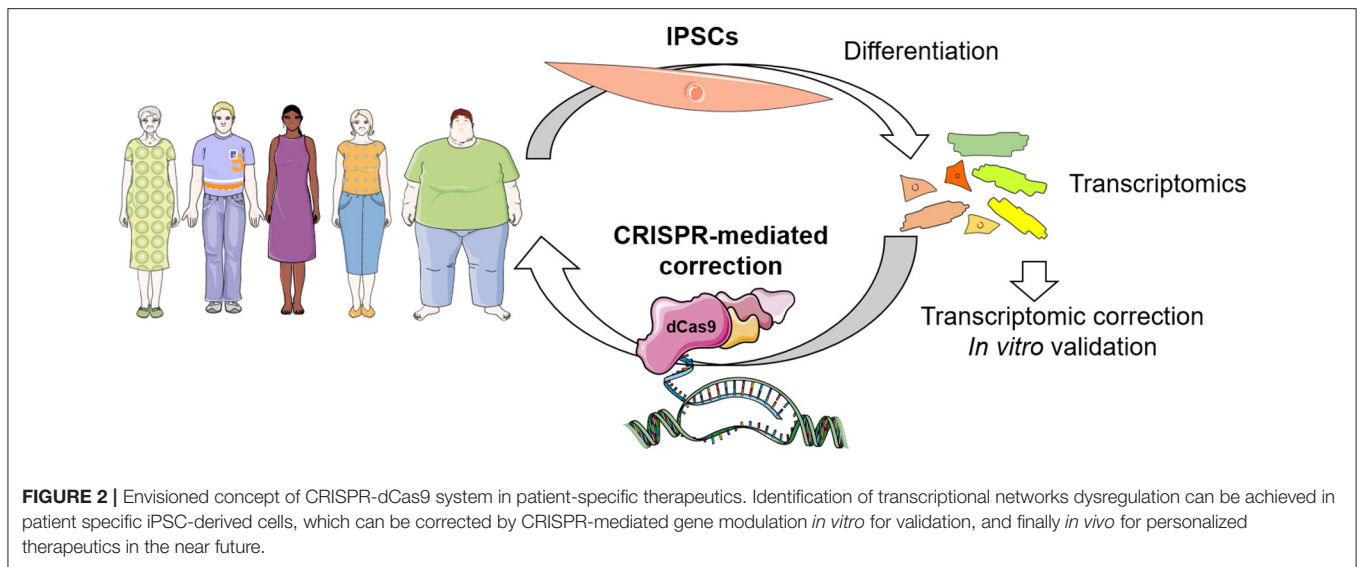 IPSCs
Differentiation
Transcriptomics
CRISPR-mediated
correction
dCas9
Transcriptomic correction
In vitro validation
5
FIGURE 2 | Envisioned concept of CRISPR-dCas9 system in patient-specific therapeutics. Identification of transcriptional networks dysregulation can be achieved in
patient specific iPSC-derived cells, which can be corrected by CRISPR-mediated gene modulation in vitro for validation, and finally in vivo for personalized
therapeutics in the near future.